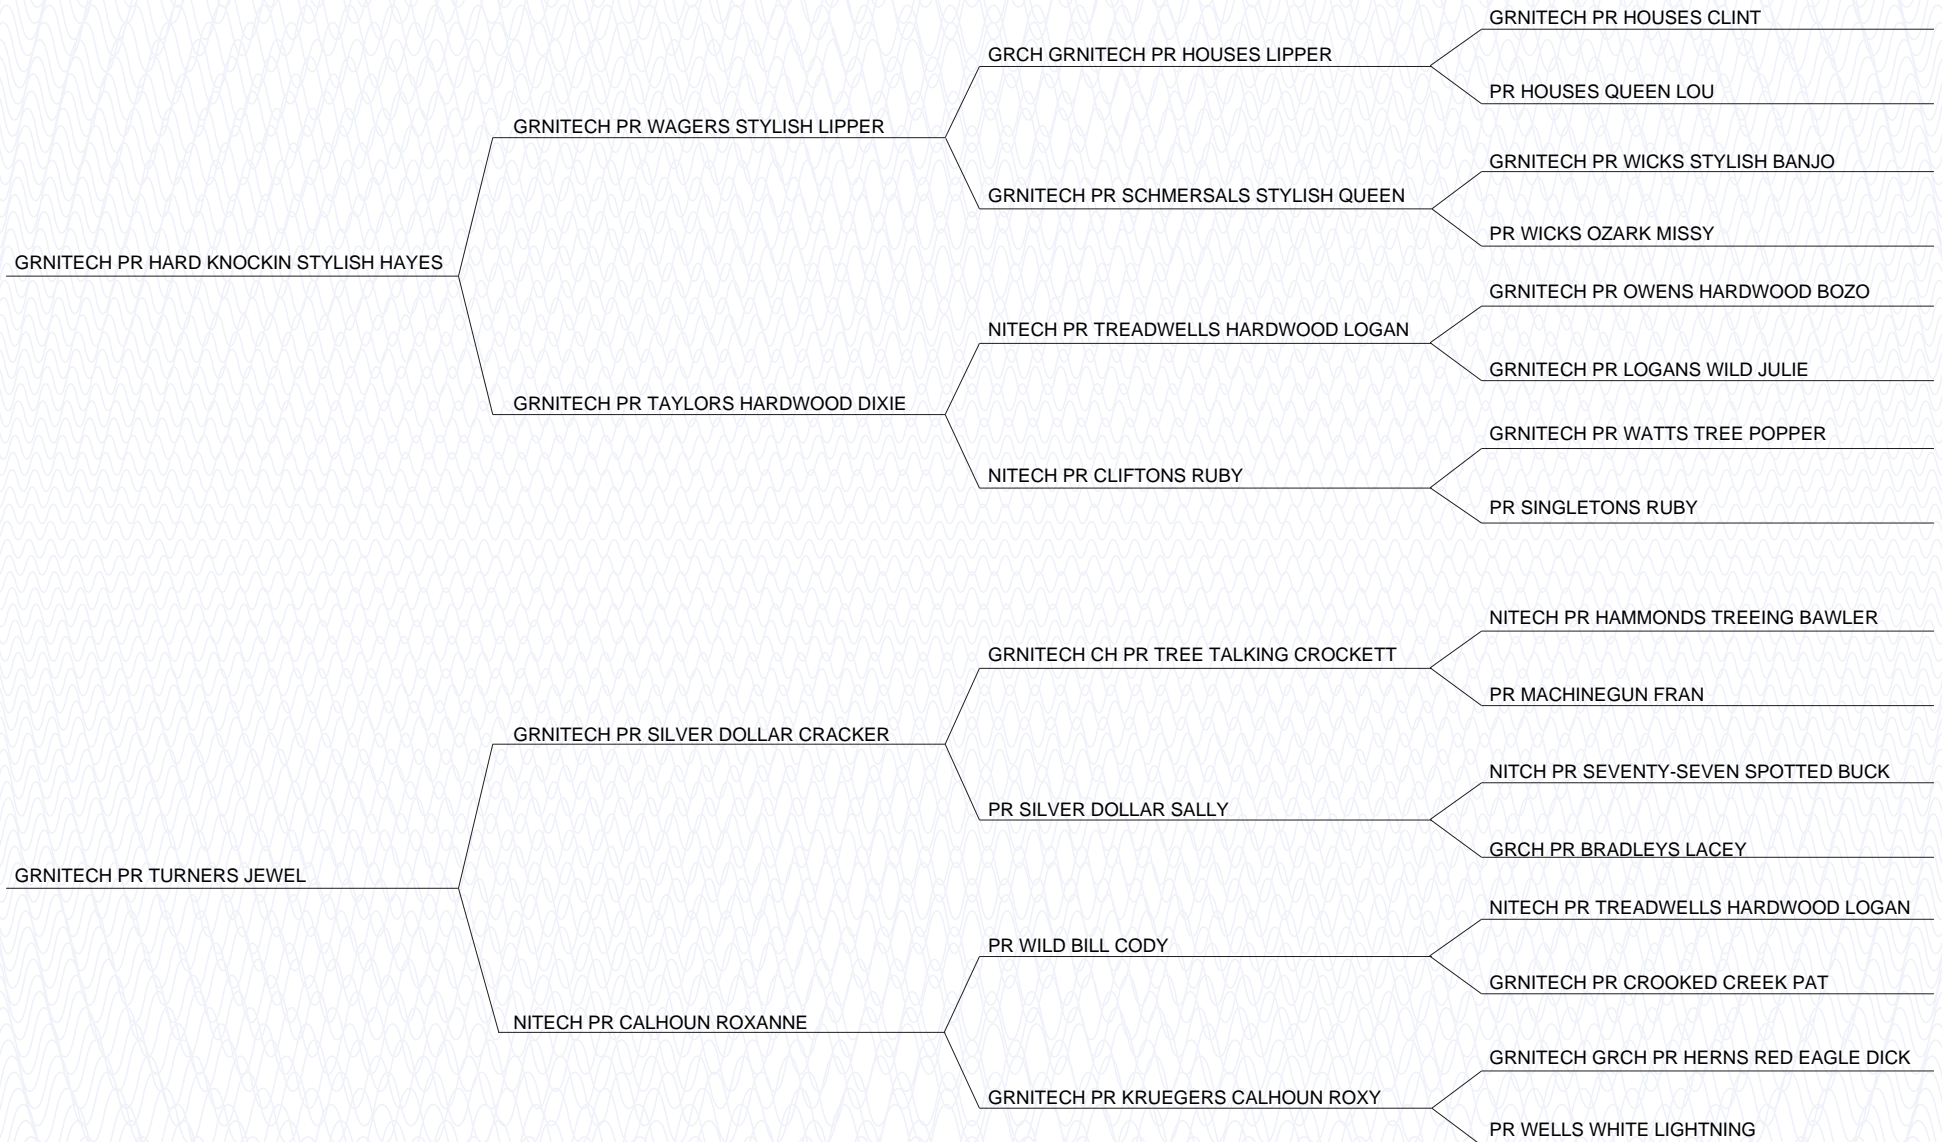 GRNITECH PR HOUSES CLINT
GRCH GRNITECH PR HOUSES LIPPER
PR HOUSES QUEEN LOU
GRNITECH PR WAGERS STYLISH LIPPER
GRNITECH PR WICKS STYLISH BANJO
GRNITECH PR SCHMERSALS STYLISH QUEEN
PR WICKS OZARK MISSY
GRNITECH PR HARD KNOCKIN STYLISH HAYES
GRNITECH PR OWENS HARDWOOD BOZO
NITECH PR TREADWELLS HARDWOOD LOGAN
GRNITECH PR LOGANS WILD JULIE
GRNITECH PR TAYLORS HARDWOOD DIXIE
GRNITECH PR WATTS TREE POPPER
NITECH PR CLIFTONS RUBY
PR SINGLETONS RUBY
NITECH PR HAMMONDS TREEING BAWLER
GRNITECH CH PR TREE TALKING CROCKETT
PR MACHINEGUN FRAN
GRNITECH PR SILVER DOLLAR CRACKER
NITCH PR SEVENTY-SEVEN SPOTTED BUCK
PR SILVER DOLLAR SALLY
GRCH PR BRADLEYS LACEY
GRNITECH PR TURNERS JEWEL
NITECH PR TREADWELLS HARDWOOD LOGAN
PR WILD BILL CODY
GRNITECH PR CROOKED CREEK PAT
NITECH PR CALHOUN ROXANNE
GRNITECH GRCH PR HERNS RED EAGLE DICK
GRNITECH PR KRUEGERS CALHOUN ROXY
PR WELLS WHITE LIGHTNING